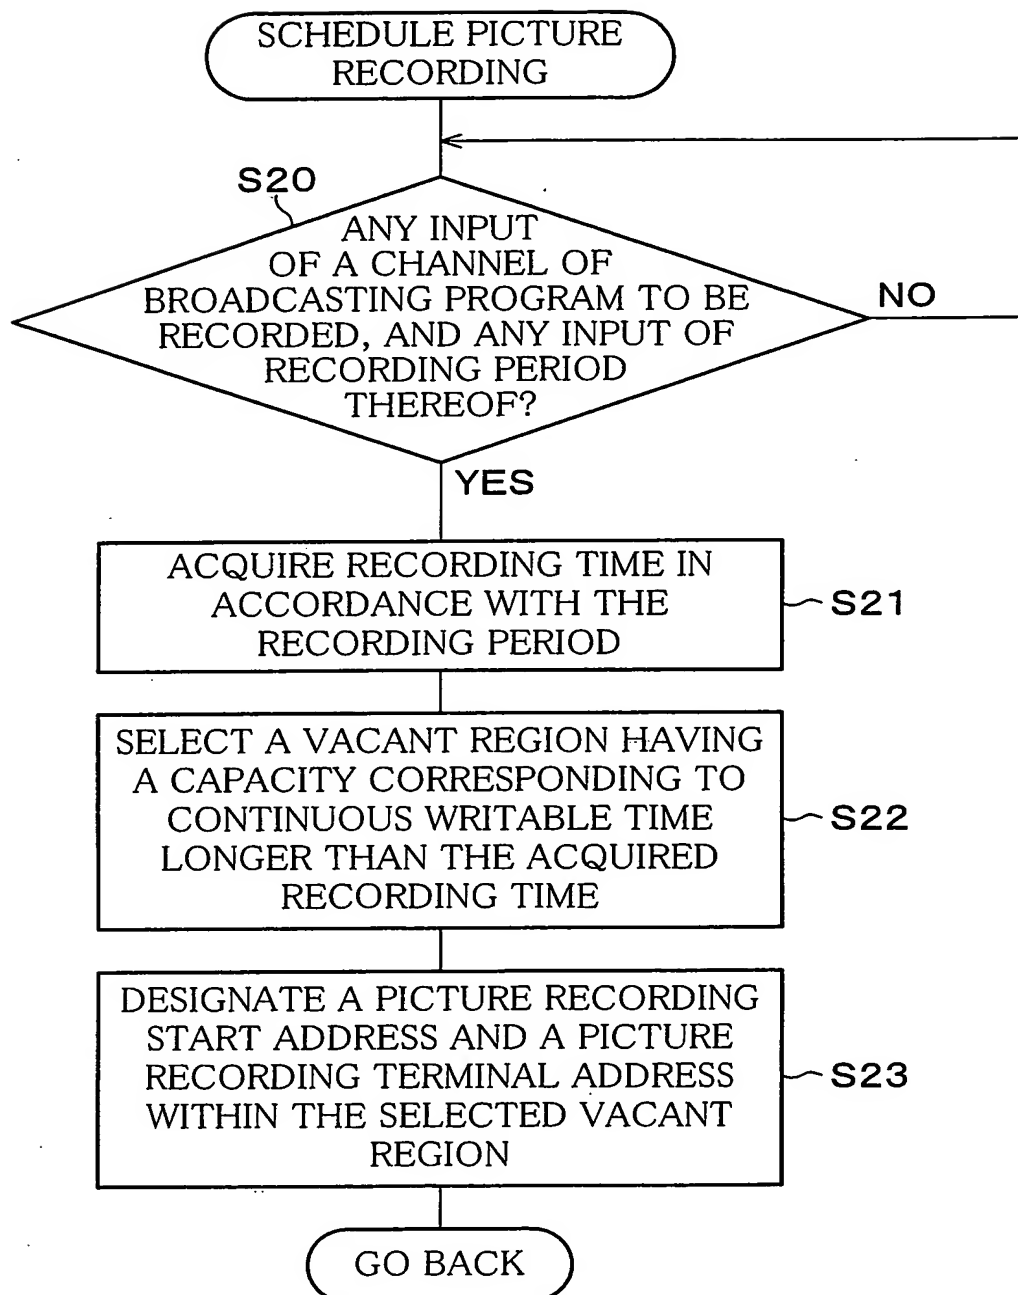 SCHEDULE PICTURE
RECORDING
S20
ANY INPUT
OF A CHANNEL OF
BROADCASTING PROGRAM TO BE
RECORDED, AND ANY INPUT OF
RECORDING PERIOD
THEREOF?
NO
YES
ACQUIRE RECORDING TIME IN
ACCORDANCE WITH THE
RECORDING PERIOD
S21
SELECT A VACANT REGION HAVING
A CAPACITY CORRESPONDING TO
CONTINUOUS WRITABLE TIME
LONGER THAN THE ACQUIRED
RECORDING TIME
S22
DESIGNATE A PICTURE RECORDING
START ADDRESS AND A PICTURE
RECORDING TERMINAL ADDRESS
WITHIN THE SELECTED VACANT
REGION
S23
GO BACK